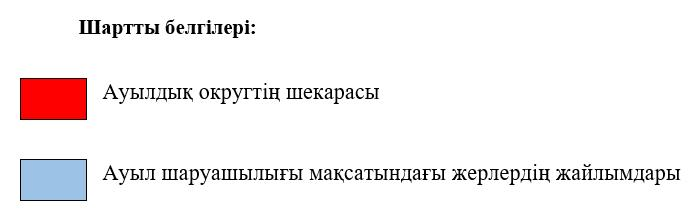 Шартты белгілері:
Ауылдық округтің шекарасы
Ауыл шаруашылығы мақсатындағы жерлердің жайлымдары